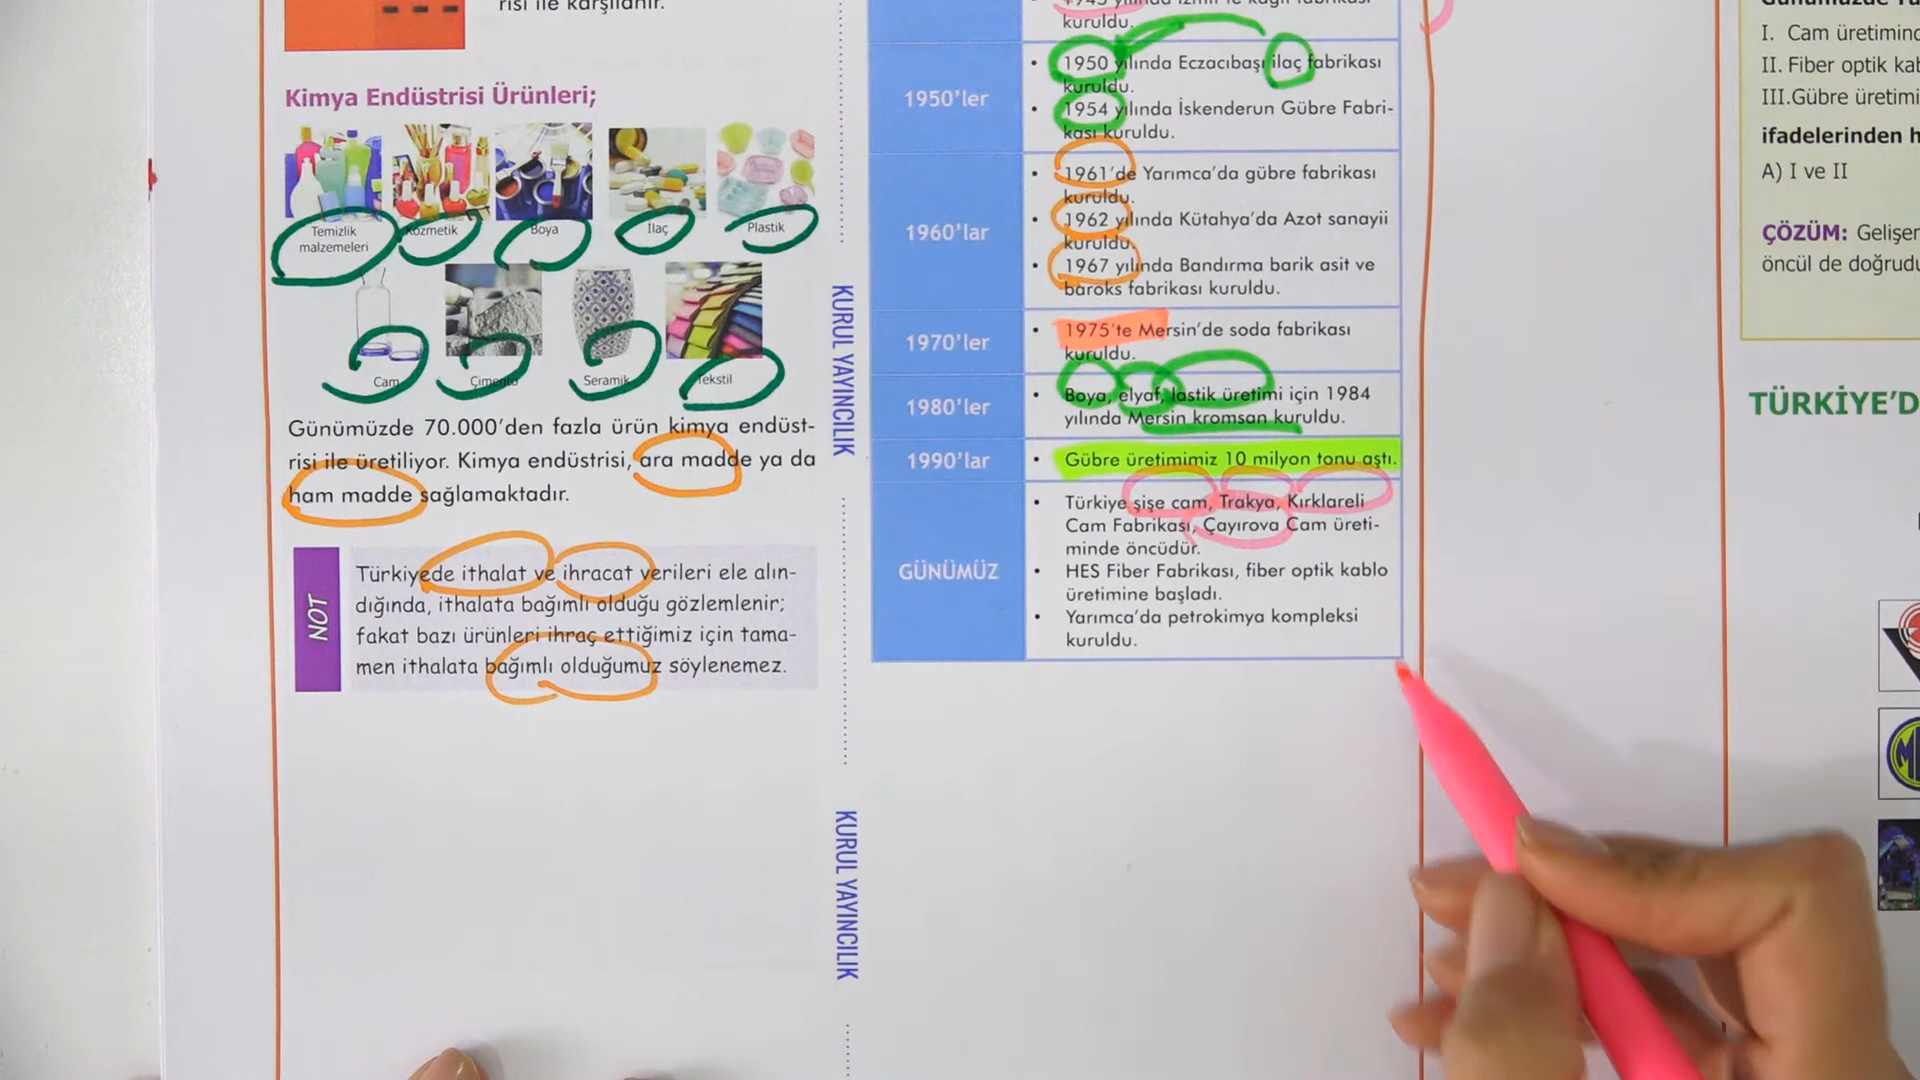 risi ile karşılanır.
Kimya Endüstrisi Ürünleri;
Temizlik
malzemeleri
Kozmetik
Boya
İlaç
Plastik
Cam
Çimento
Seramik
Tekstil
Günümüzde 70.000’den fazla ürün kimya endüst-
risi ile üretiliyor. Kimya endüstrisi, ara madde ya da
ham madde sağlamaktadır.
NOT
Türkiyede ithalat ve ihracat verileri ele alın-
dığında, ithalata bağımlı olduğu gözlemlenir;
fakat bazı ürünleri ihraç ettiğimiz için tama-
men ithalata bağımlı olduğumuz söylenemez.
KURUL YAYINCILIK
KURUL YAYINCILIK
• 1945 yılında İzmit'te kağıt fabrikası
kuruldu.
1950’ler
• 1950 yılında Eczacıbaşı ilaç fabrikası
kuruldu.
• 1954 yılında İskenderun Gübre Fabri-
kası kuruldu.
1960’lar
• 1961’de Yarımca’da gübre fabrikası
kuruldu.
• 1962 yılında Kütahya’da Azot sanayii
kuruldu.
• 1967 yılında Bandırma barik asit ve
baroks fabrikası kuruldu.
1970’ler
• 1975’te Mersin’de soda fabrikası
kuruldu.
1980’ler
• Boya, elyaf, lastik üretimi için 1984
yılında Mersin kromsan kuruldu.
1990’lar
• Gübre üretimimiz 10 milyon tonu aştı.
GÜNÜMÜZ
• Türkiye şişe cam, Trakya, Kırklareli
Cam Fabrikası, Çayırova Cam üreti-
minde öncüdür.
• HES Fiber Fabrikası, fiber optik kablo
üretimine başladı.
• Yarımca’da petrokimya kompleksi
kuruldu.
I. Cam üretiminc
II. Fiber optik kab
III.Gübre üretimi
ifadelerinden h
A) I ve II
ÇÖZÜM: Gelişer
öncül de doğrudu
TÜRKİYE’D